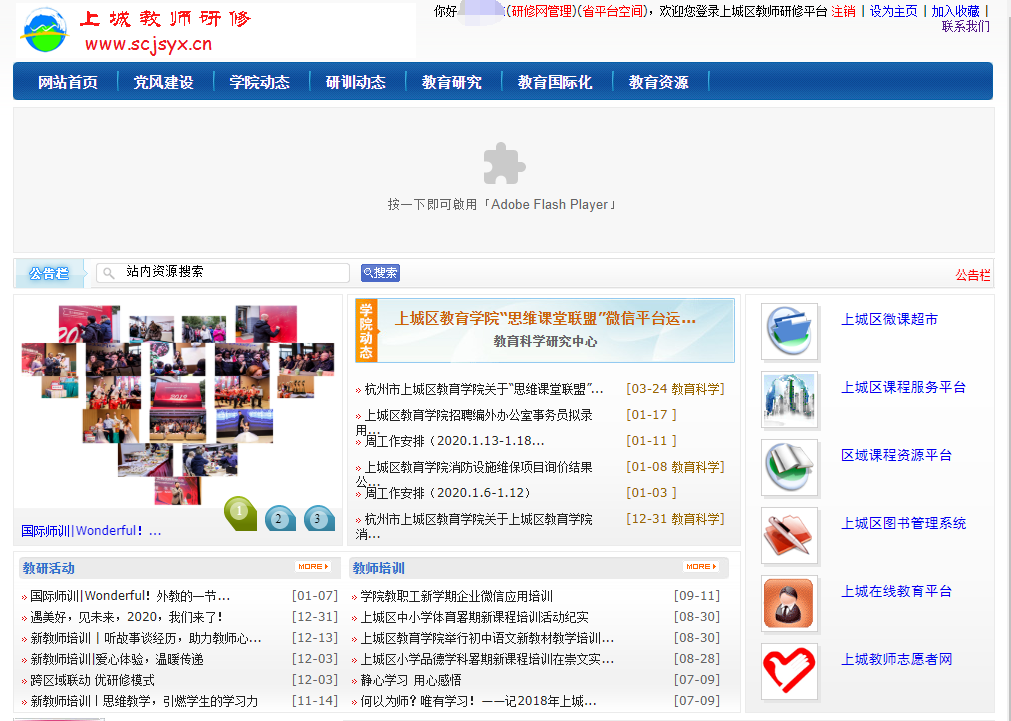 上城教师研修
www.scjsyx.cn
你好 (研修网管理)(省平台空间)，欢迎您登录上城区教师研修平台 注销 | 设为主页 | 加入收藏 |
联系我们
网站首页 党风建设 学院动态 研训动态 教育研究 教育国际化 教育资源
按一下即可啟用「Adobe Flash Player」
公告栏 站内资源搜索 搜索 公告栏
国际师训||Wonderful！…
1 2 3
学院动态
上城区教育学院“思维课堂联盟”微信平台运...
教育科学研究中心
» 杭州市上城区教育学院关于“思维课堂联盟”… [03-24 教育科学]
» 上城区教育学院招聘编外办公室事务员拟录 [01-17 ]
用…
» 周工作安排（2020.1.13-1.18… [01-11 ]
» 上城区教育学院消防设施维保项目询价结果 [01-08 教育科学]
公…
» 周工作安排（2020.1.6-1.12） [01-03 ]
» 杭州市上城区教育学院关于上城区教育学院 [12-31 教育科学]
消…
上城区微课超市
上城区课程服务平台
区域课程资源平台
上城区图书管理系统
上城在线教育平台
上城教师志愿者网
教研活动 MORE
» 国际师训||Wonderful！外教的一节… [01-07]
» 遇美好，见未来，2020，我们来了！ [12-31]
» 新教师培训丨听故事谈经历，助力教师心… [12-13]
» 新教师培训||爱心体验，温暖传递 [12-03]
» 跨区域联动 优研修模式 [12-03]
» 新教师培训丨思维教学，引燃学生的学习力 [11-14]
教师培训 MORE
» 学院教职工新学期企业微信应用培训 [09-11]
» 上城区中小学体育署期新课程培训活动纪实 [08-30]
» 上城区教育学院举行初中语文新教材教学培训… [08-30]
» 上城区小学品德学科暑期新课程培训在崇文实… [08-28]
» 静心学习 用心感悟 [07-09]
» 何以为师？唯有学习！——记2018年上城… [07-09]